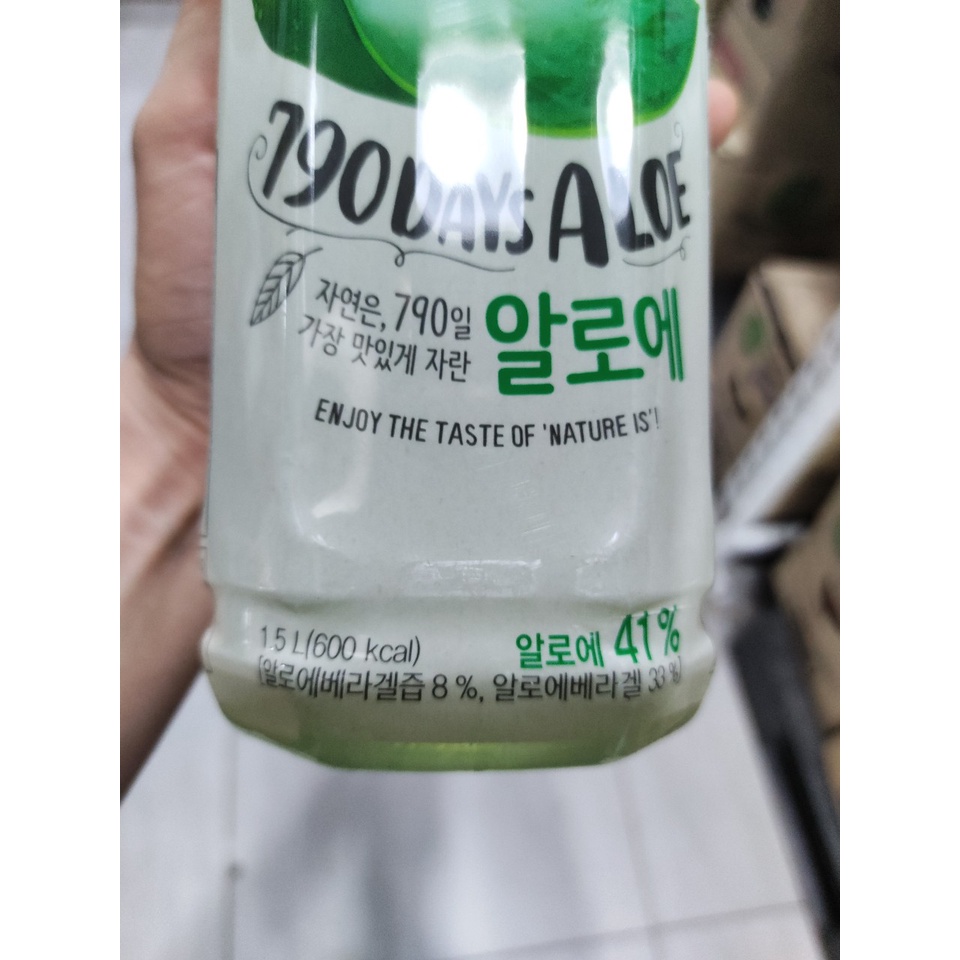 790 DAYS ALOE
자연은, 790일
가장 맛있게 자란
알로에
ENJOY THE TASTE OF 'NATURE IS'!
1.5 L(600 kcal)
알로에 41%
[알로에베라겔즙 8 %, 알로에베라겔 33 %]